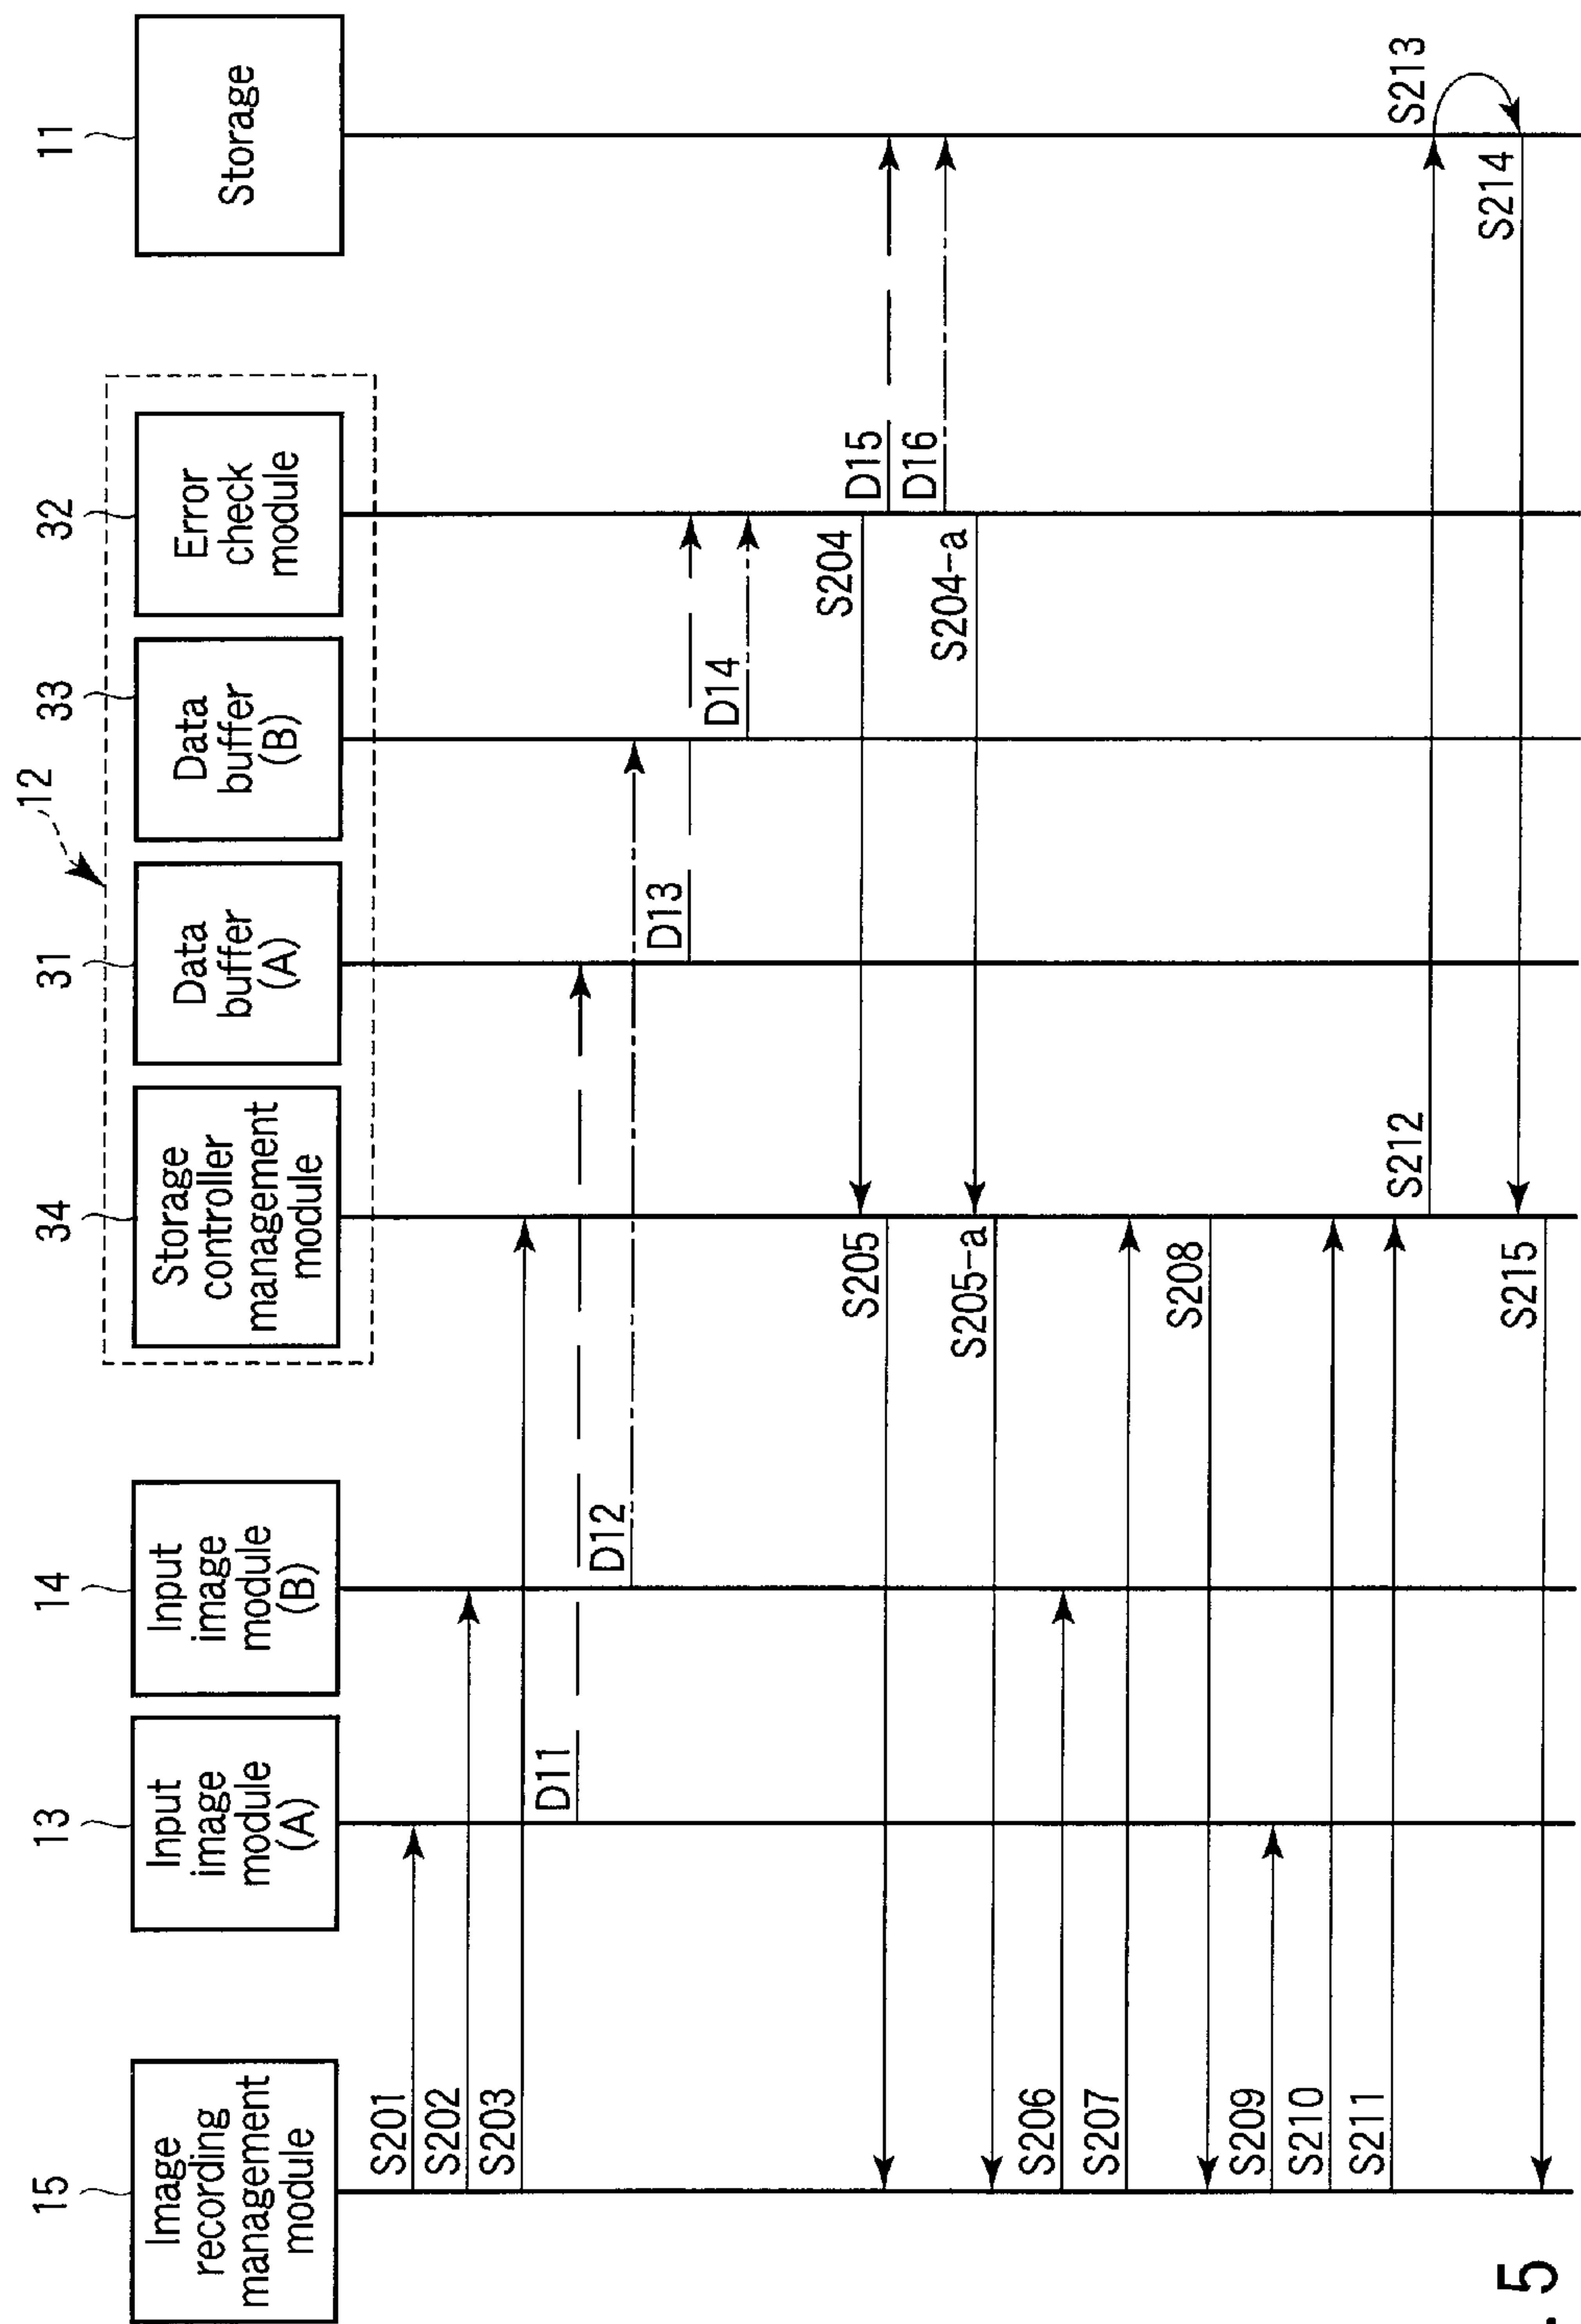 15
13
14
12
34
31
33
32
11
Image
recording
management
module
Input
image
module
(A)
Input
image
module
(B)
Storage
controller
management
module
Data
buffer
(A)
Data
buffer
(B)
Error
check
module
Storage
S201
S202
S203
D11
D12
D13
D14
S204
S205
D15
D16
S204-a
S205-a
S206
S207
S208
S209
S210
S211
S212
S213
S214
S215
. 5